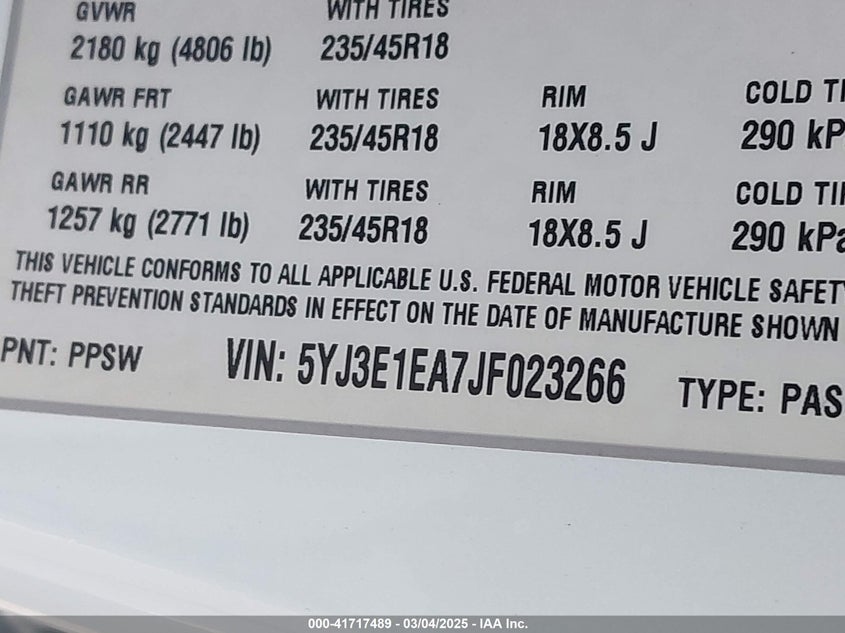 GVWR WITH TIRES
2180 kg (4806 lb) 235/45R18
GAWR FRT WITH TIRES RIM COLD TI
1110 kg (2447 lb) 235/45R18 18X8.5 J 290 kP
GAWR RR WITH TIRES RIM COLD TI
1257 kg (2771 lb) 235/45R18 18X8.5 J 290 kPa
THIS VEHICLE CONFORMS TO ALL APPLICABLE U.S. FEDERAL MOTOR VEHICLE SAFETY
THEFT PREVENTION STANDARDS IN EFFECT ON THE DATE OF MANUFACTURE SHOWN
PNT: PPSW VIN: 5YJ3E1EA7JF023266 TYPE: PAS
000-41717489 - 03/04/2025 - IAA Inc.